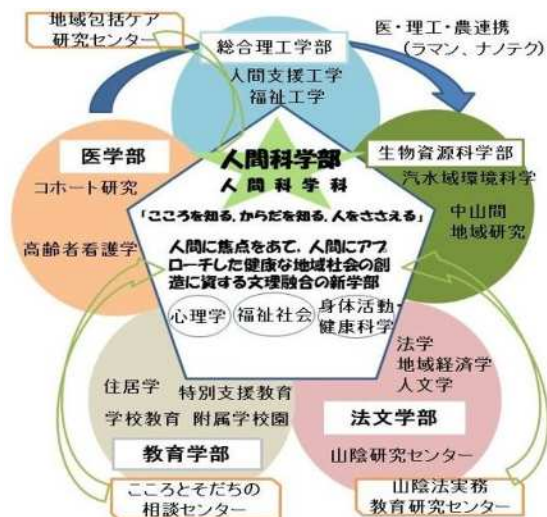 地域包括ケア
研究センター
総合理工学部
人間支援工学
福祉工学
医・理工・農連携
(ラマン、ナノテク)
医学部
コホート研究
高齢者看護学
人間科学部
人間科学科
「こころを知る,からだを知る,人をささえる」
人間に焦点をあて、人間にアプ
ローチした健康な地域社会の創
造に資する文理融合の新学部
心理学
福祉社会
身体活動・
健康科学
生物資源科学部
汽水域環境科学
中山間
地域研究
住居学
特別支援教育
学校教育
附属学校園
教育学部
こころとそだちの
相談センター
法学
地域経済学
人文学
法文学部
山陰研究センター
山陰法実務
教育研究センター